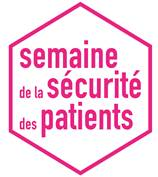 semaine
de la sécurité
des patients